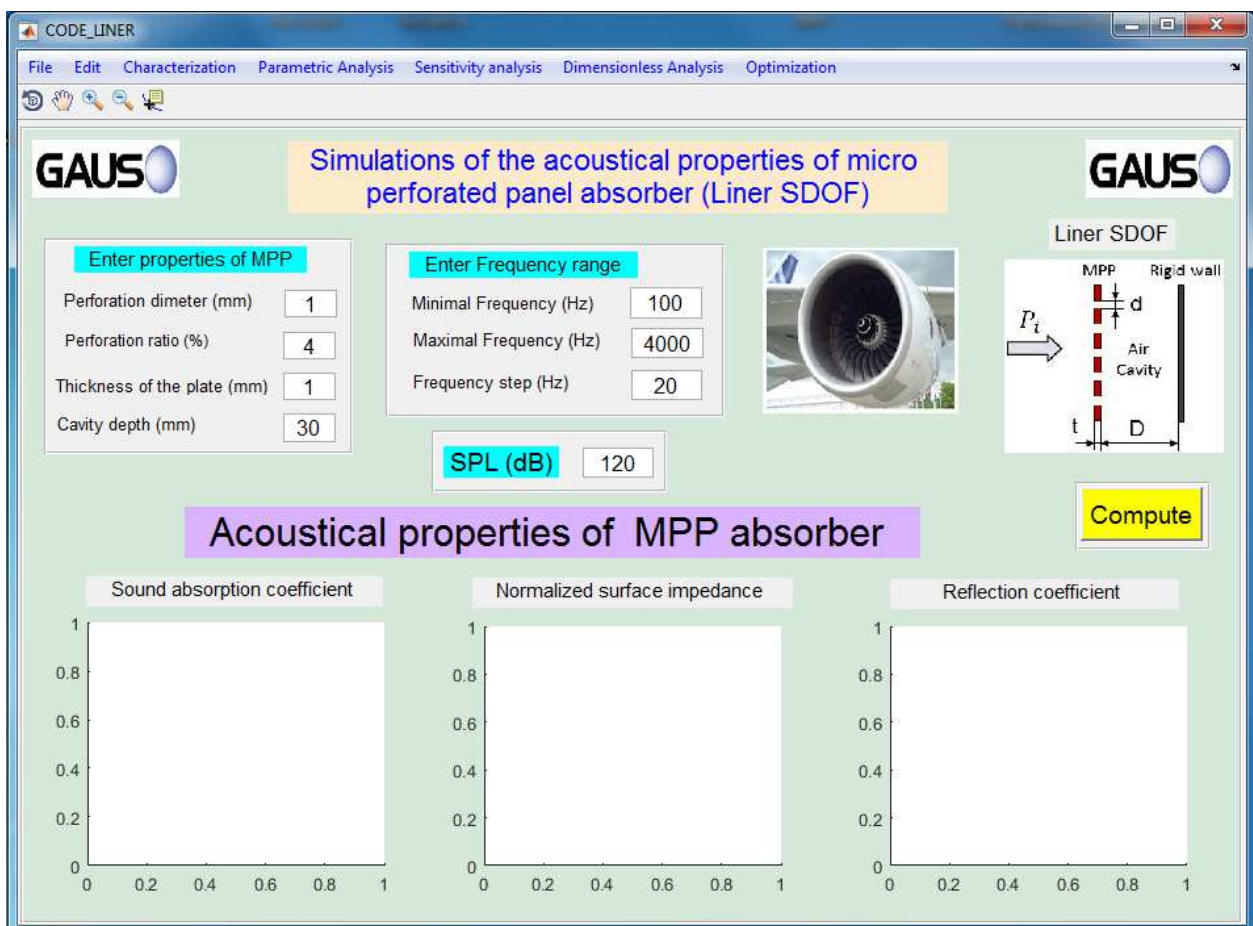 CODE_LINER
File Edit Characterization Parametric Analysis Sensitivity analysis Dimensionless Analysis Optimization
GAUS
Simulations of the acoustical properties of micro
perforated panel absorber (Liner SDOF)
GAUS
Enter properties of MPP
Perforation dimeter (mm) 1
Perforation ratio (%) 4
Thickness of the plate (mm) 1
Cavity depth (mm) 30
Enter Frequency range
Minimal Frequency (Hz) 100
Maximal Frequency (Hz) 4000
Frequency step (Hz) 20
SPL (dB) 120
Liner SDOF
MPP Rigid wall
d
Pi
Air
Cavity
t D
Compute
Acoustical properties of MPP absorber
Sound absorption coefficient
1
0.8
0.6
0.4
0.2
0
0 0.2 0.4 0.6 0.8 1
Normalized surface impedance
1
0.8
0.6
0.4
0.2
0
0 0.2 0.4 0.6 0.8 1
Reflection coefficient
1
0.8
0.6
0.4
0.2
0
0 0.2 0.4 0.6 0.8 1